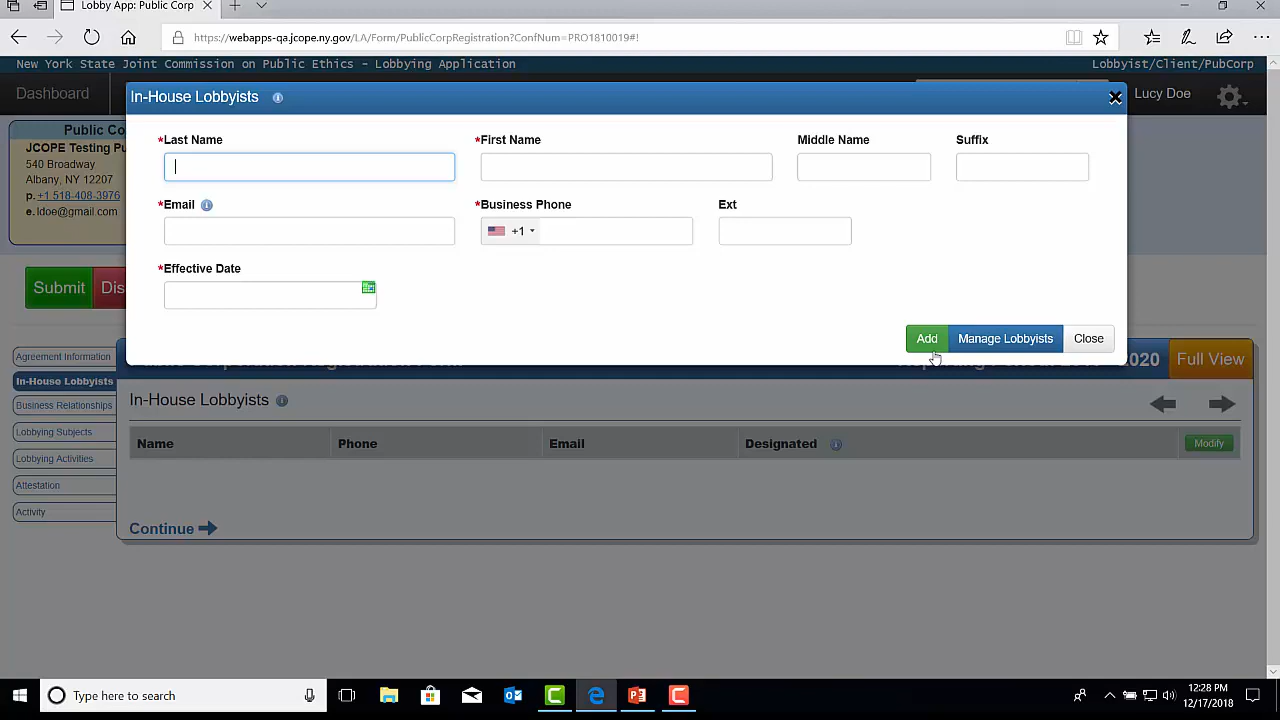 Lobby App: Public Corp
https://webapps-qa.jcope.ny.gov/LA/Form/PublicCorpRegistration?ConfNum=PRO1810019#!
New York State Joint Commission on Public Ethics - Lobbying Application
Lobbyist/Client/PubCorp
Dashboard
Lucy Doe
In-House Lobbyists
Public Co
JCOPE Testing Pu
540 Broadway
Albany, NY 12207
p. +1 518-408-3976
e. ldoe@gmail.com
*Last Name
*First Name
Middle Name
Suffix
*Email
*Business Phone
Ext
+1
*Effective Date
Add
Manage Lobbyists
Close
Submit
Dis
2020
Full View
Agreement Information
In-House Lobbyists
Business Relationships
Lobbying Subjects
Lobbying Activities
Attestation
Activity
In-House Lobbyists
Name
Phone
Email
Designated
Modify
Continue
Type here to search
12:28 PM
12/17/2018